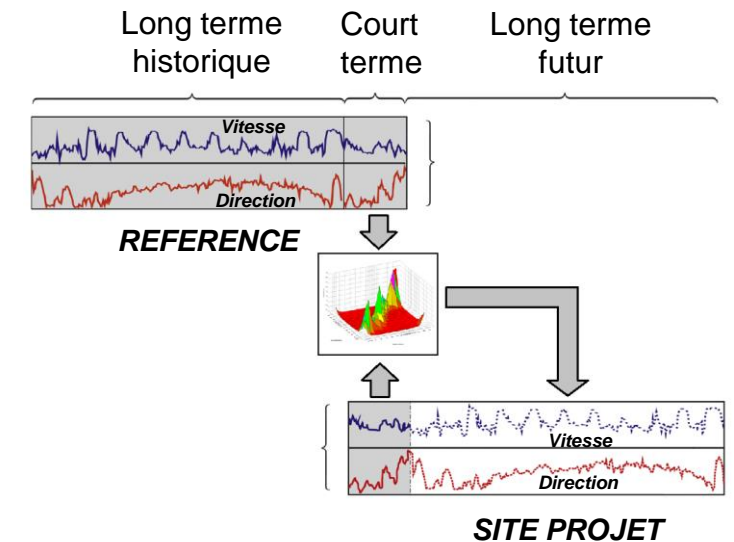 Long terme
historique
Court
terme
Long terme
futur
Vitesse
Direction
REFERENCE
Vitesse
Direction
SITE PROJET